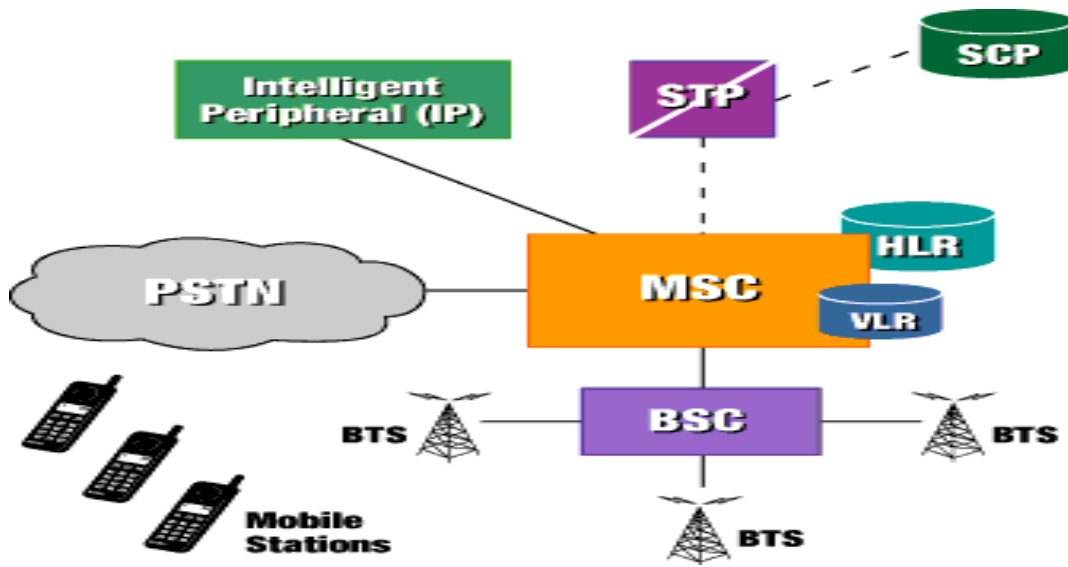 SCP
Intelligent
Peripheral (IP)
STP
HLR
PSTN
MSC
VLR
BTS
BSC
BTS
Mobile
Stations
BTS